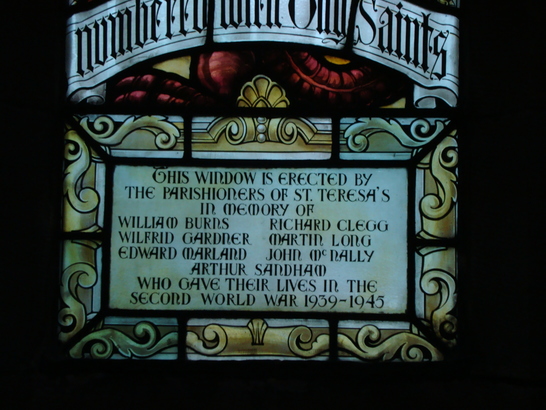 numbered with Thy Saints
THIS WINDOW IS ERECTED BY
THE PARISHIONERS OF ST. TERESA'S
IN MEMORY OF
WILLIAM BURNS RICHARD CLEGG
WILFRID GARDNER MARTIN LONG
EDWARD MARLAND JOHN McNALLY
ARTHUR SANDHAM
WHO GAVE THEIR LIVES IN THE
SECOND WORLD WAR 1939-1945